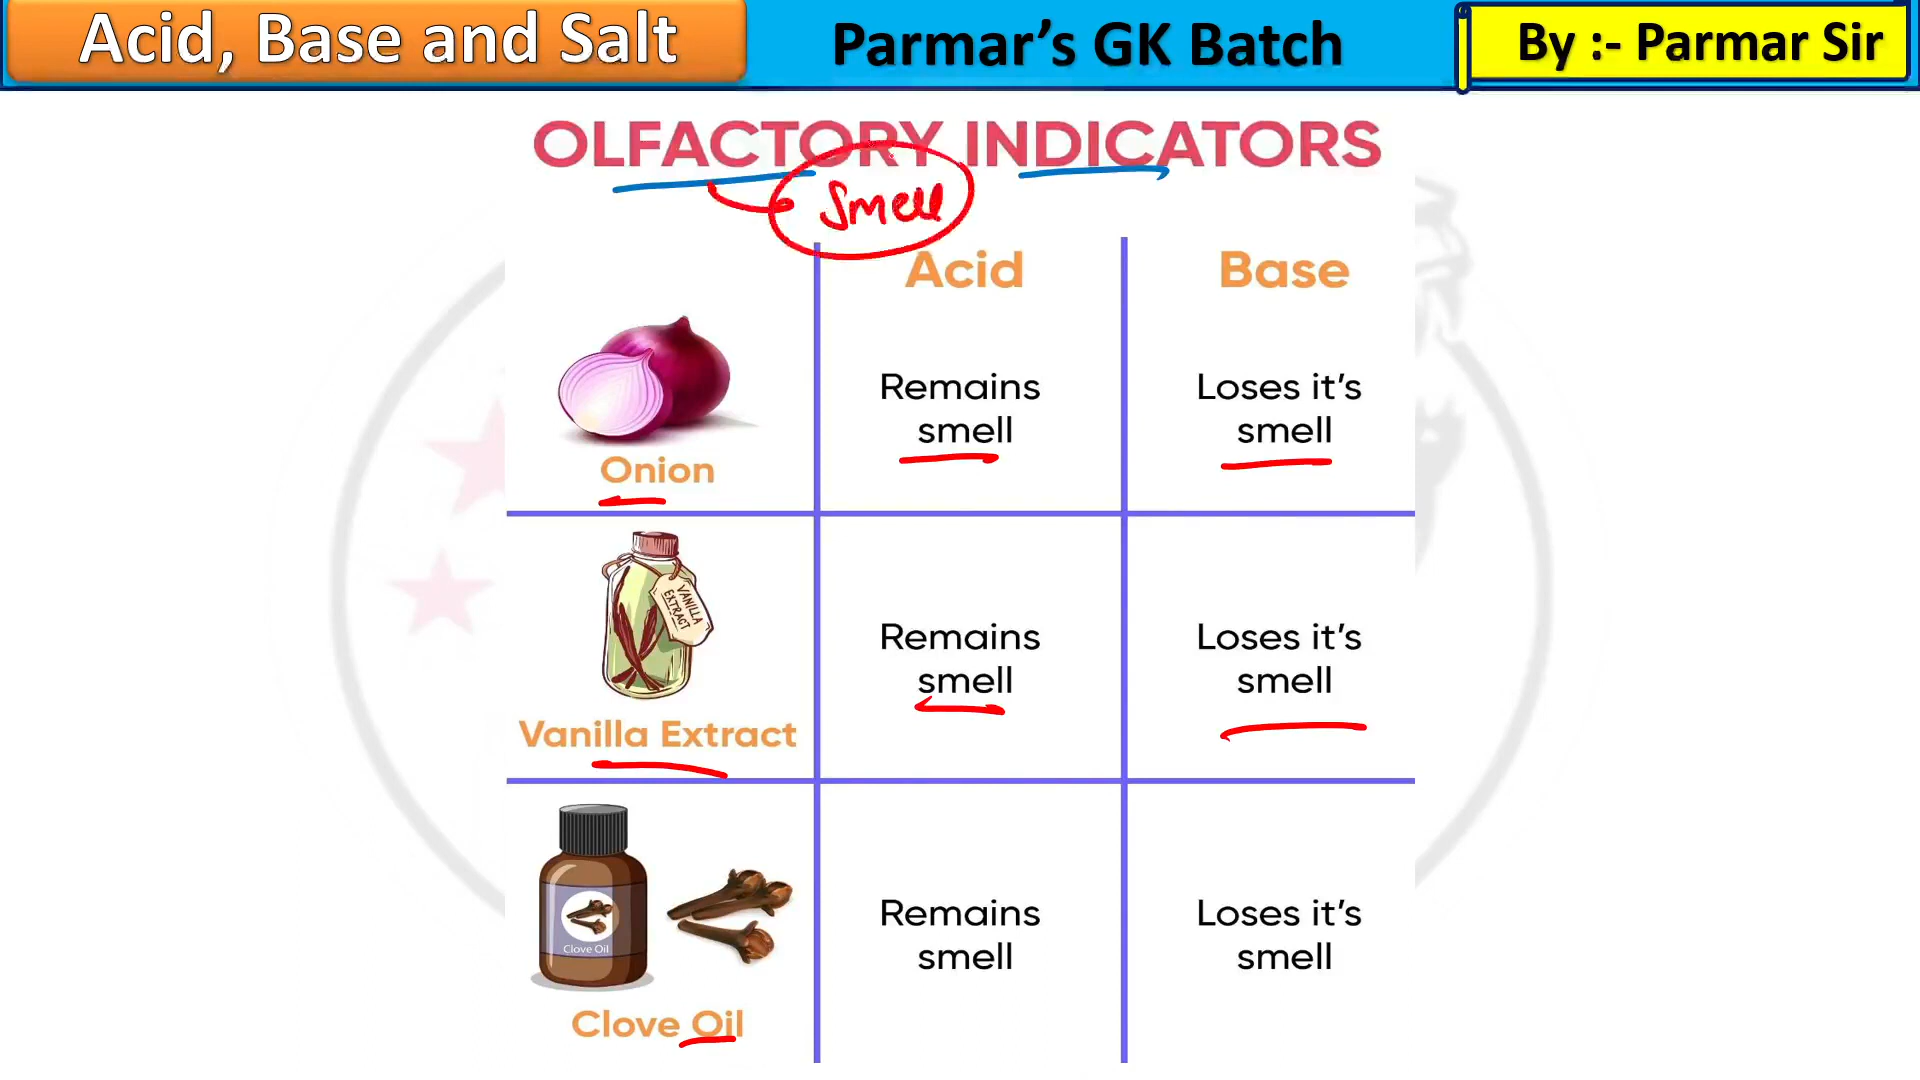 Acid, Base and Salt
Parmar’s GK Batch
By :- Parmar Sir
OLFACTORY INDICATORS
Smell
Acid
Base
Remains
smell
Loses it’s
smell
Onion
VANILLA
EXTRACT
Remains
smell
Loses it’s
smell
Vanilla Extract
Clove Oil
Remains
smell
Loses it’s
smell
Clove Oil